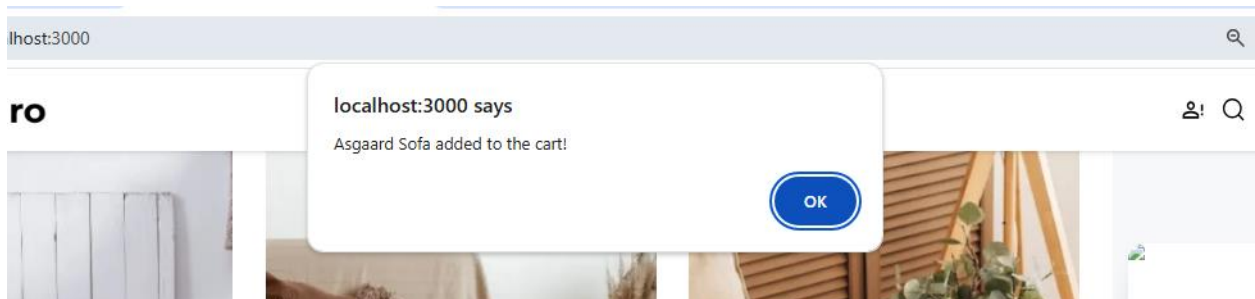 lhost:3000
ro
localhost:3000 says
Asgaard Sofa added to the cart!
OK